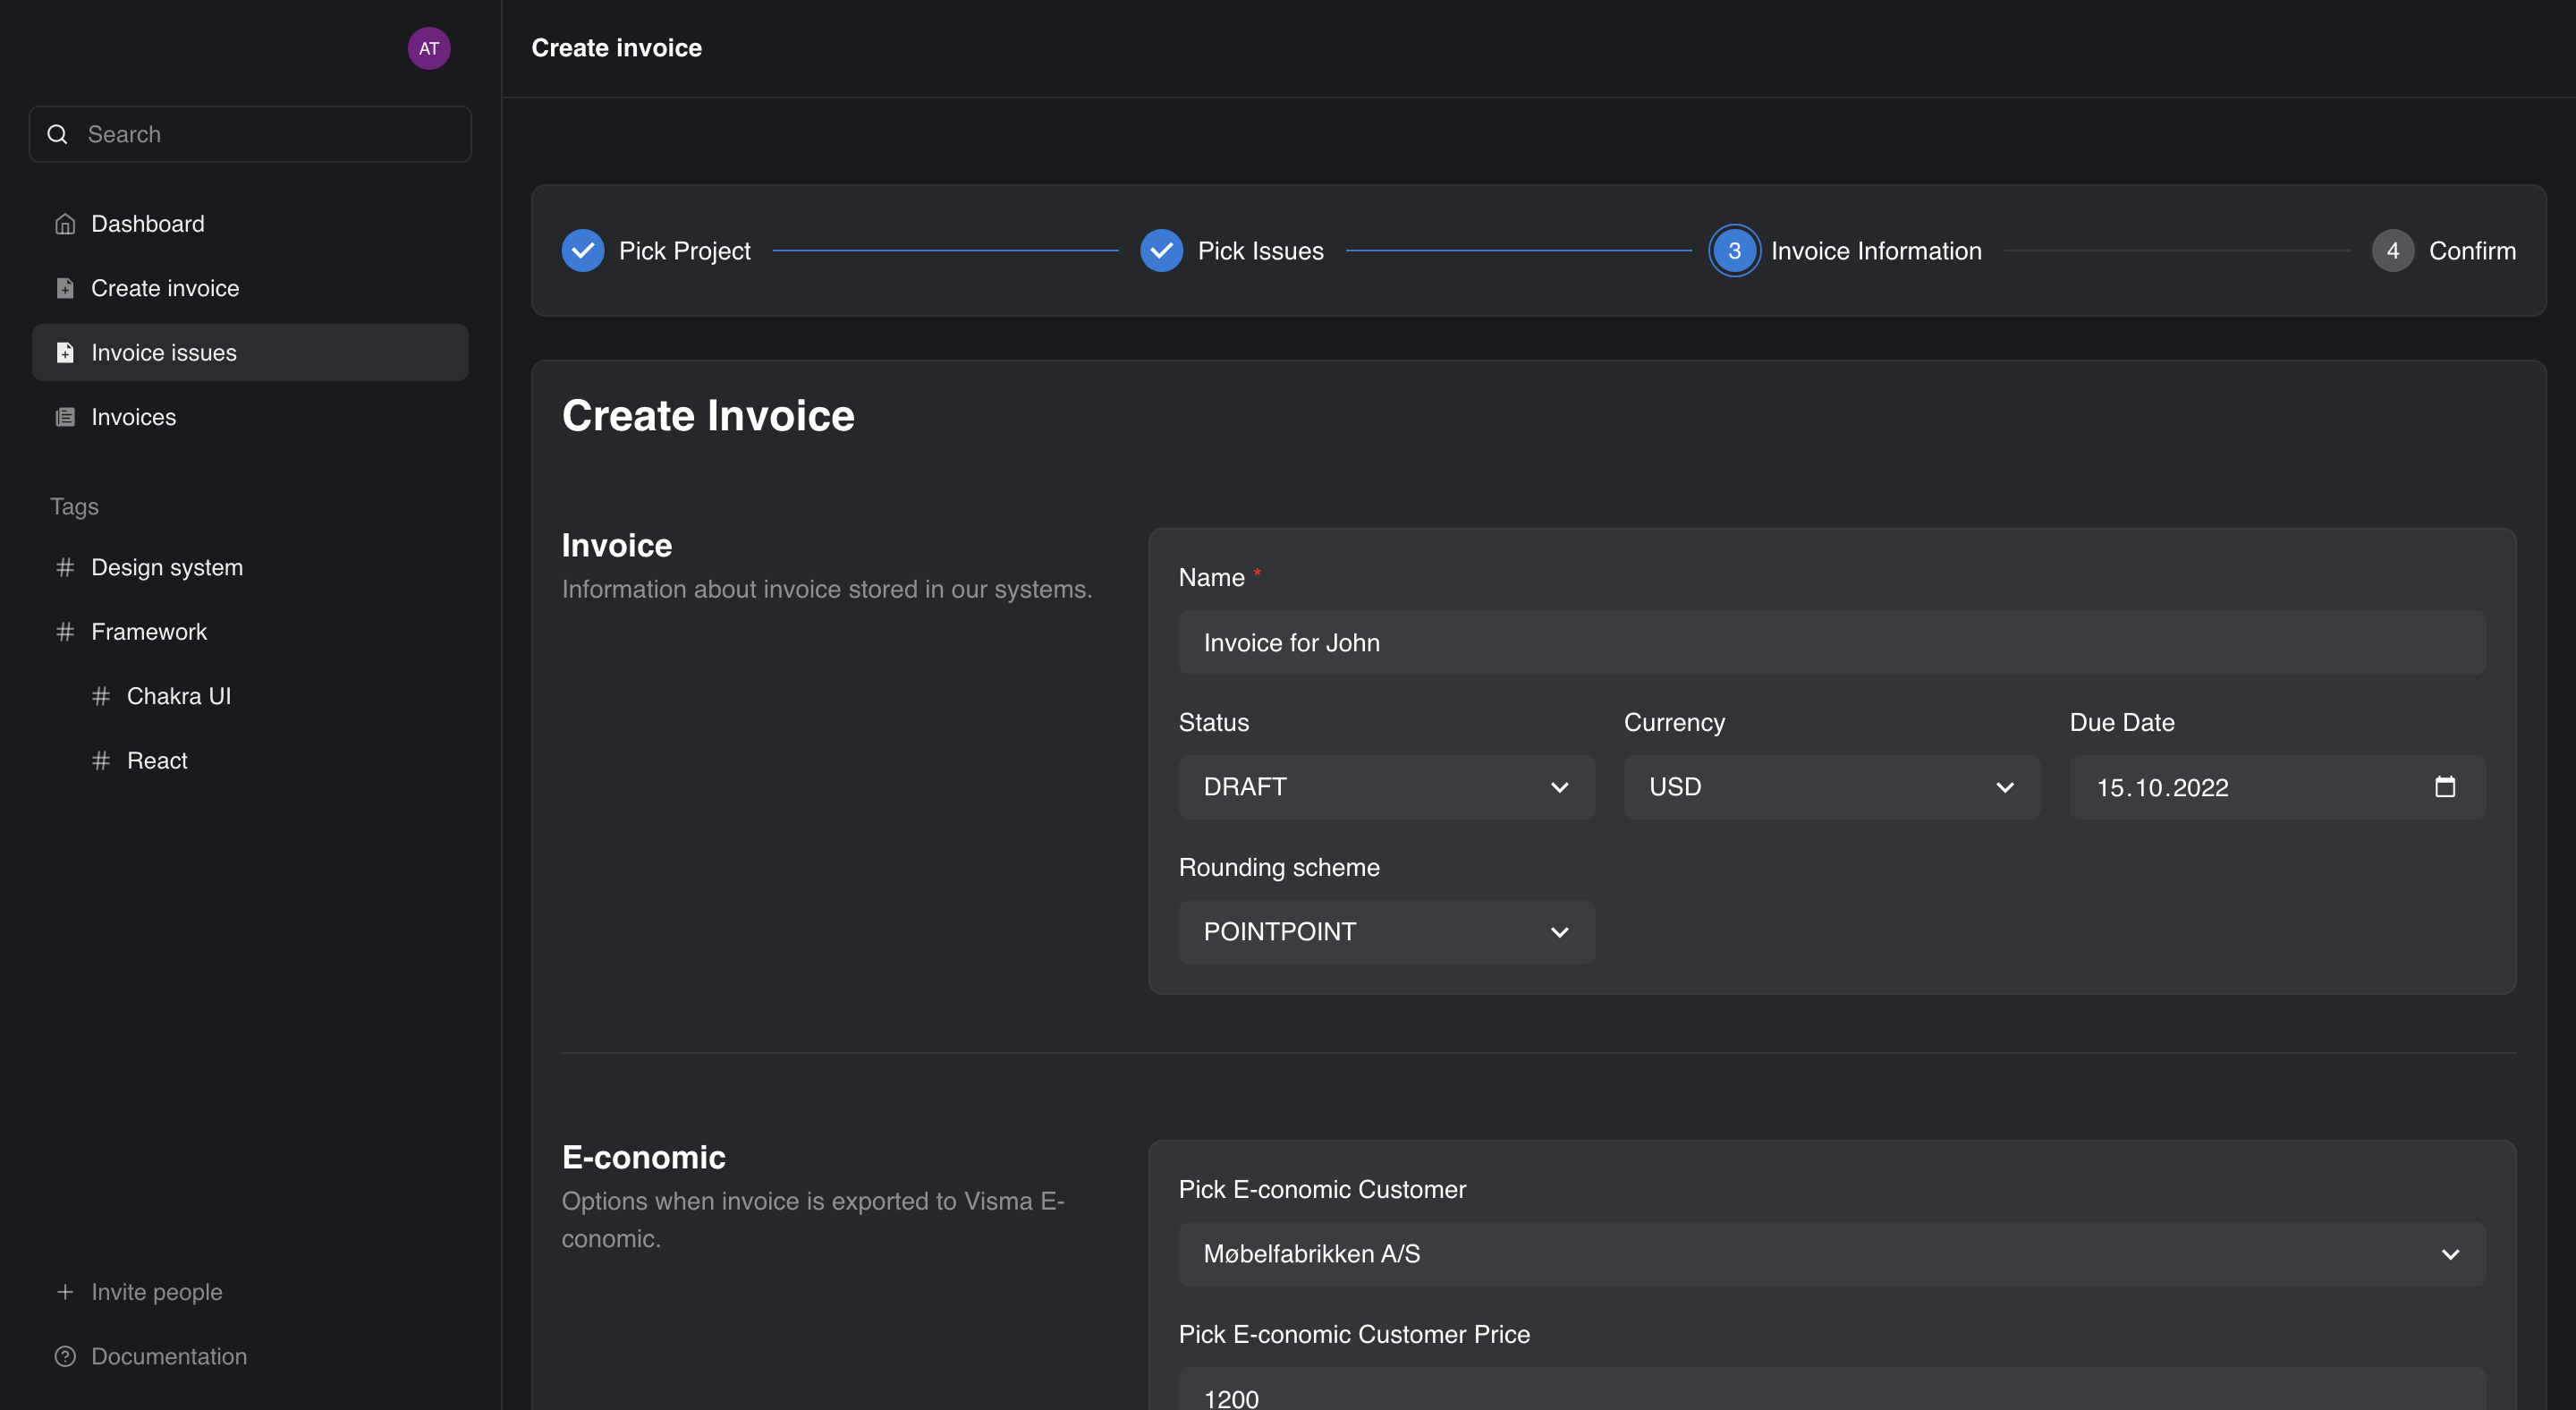 AT
Search
Dashboard
Create invoice
Invoice issues
Invoices
Tags
# Design system
# Framework
# Chakra UI
# React
+ Invite people
Documentation
Create invoice
Pick Project
Pick Issues
3 Invoice Information
4 Confirm
Create Invoice
Invoice
Information about invoice stored in our systems.
Name *
Invoice for John
Status
Currency
Due Date
DRAFT
USD
15.10.2022
Rounding scheme
POINTPOINT
E-conomic
Options when invoice is exported to Visma E-
conomic.
Pick E-conomic Customer
Møbelfabrikken A/S
Pick E-conomic Customer Price
1200